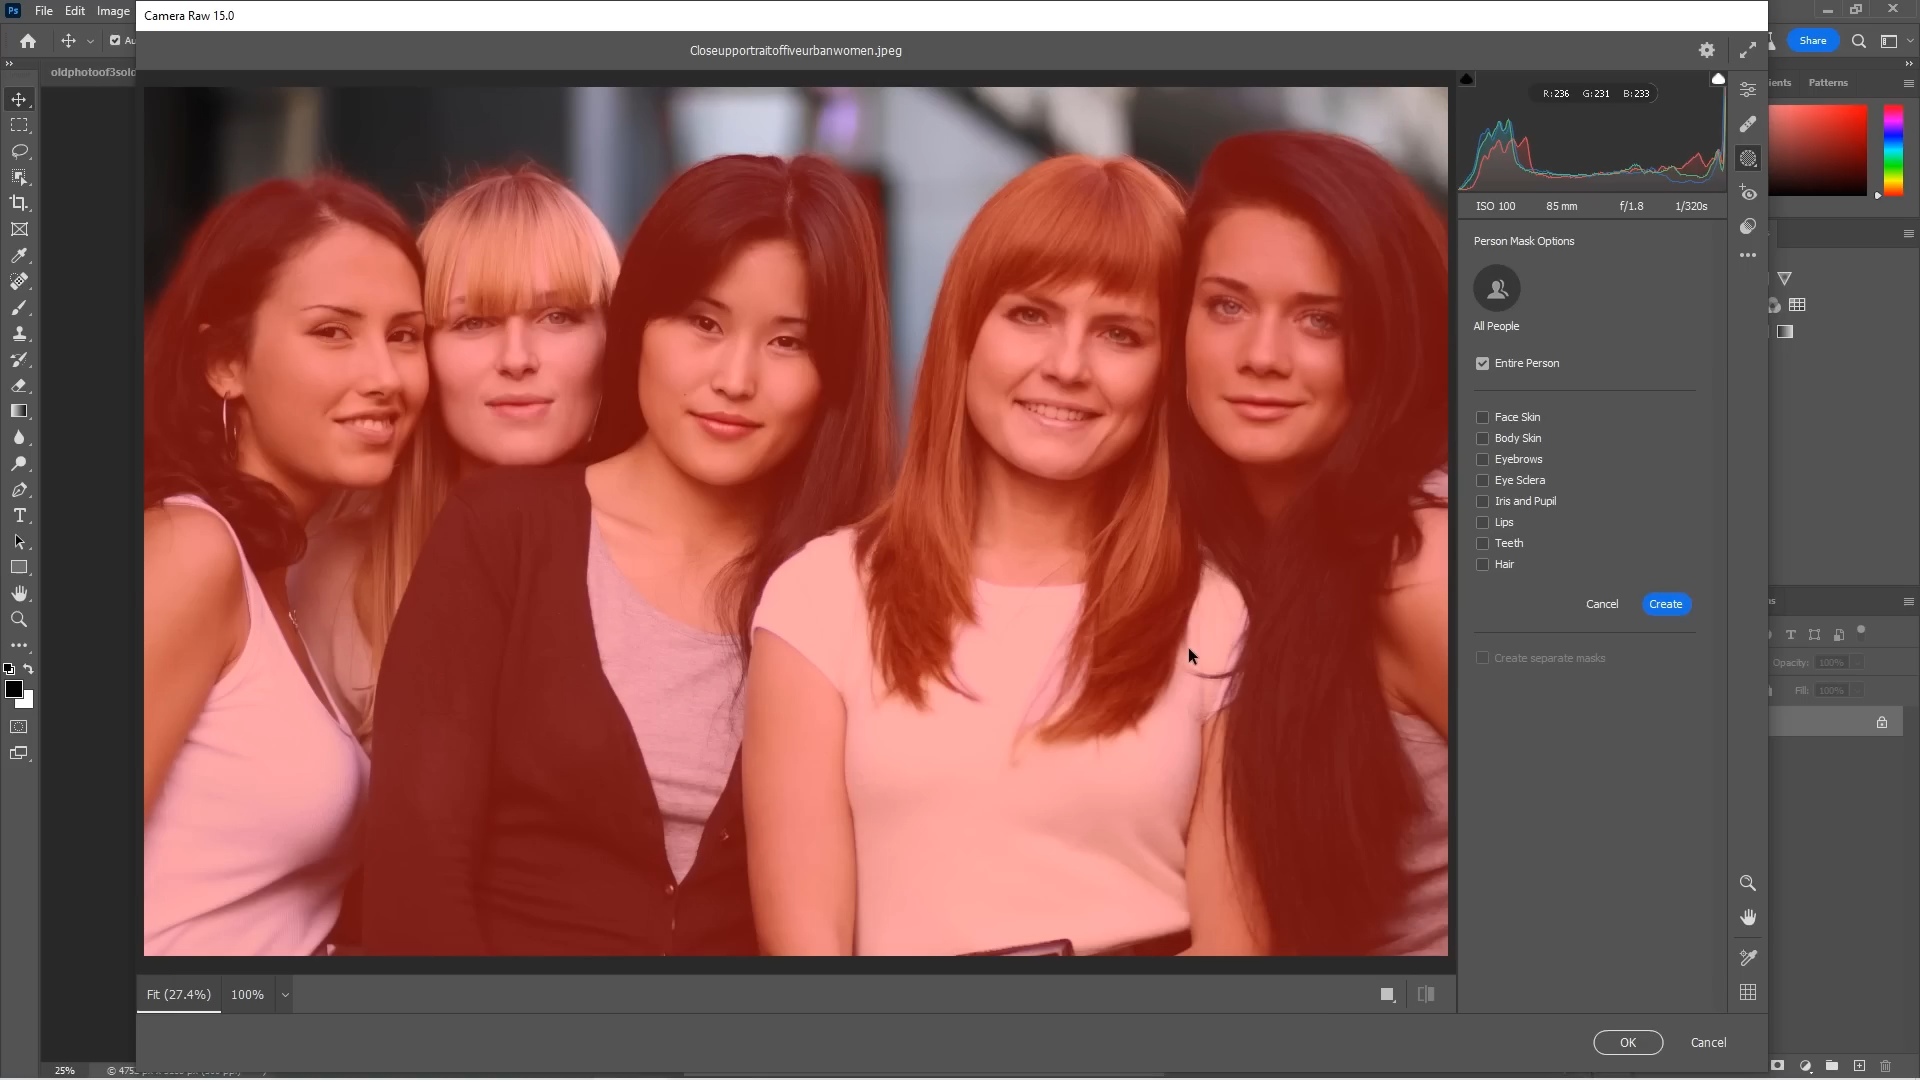 Ps File Edit Image
Camera Raw 15.0
Closeupportraitoffiveurbanwomen.jpeg
Share
oldphotoof3solo
Patterns
R:236 G:231 B:233
ISO 100 85 mm f/1.8 1/320s
Person Mask Options
All People
Entire Person
Face Skin
Body Skin
Eyebrows
Eye Sclera
Iris and Pupil
Lips
Teeth
Hair
Cancel Create
Create separate masks
Opacity: 100%
Fill: 100%
Fit (27.4%) 100%
OK Cancel
25%